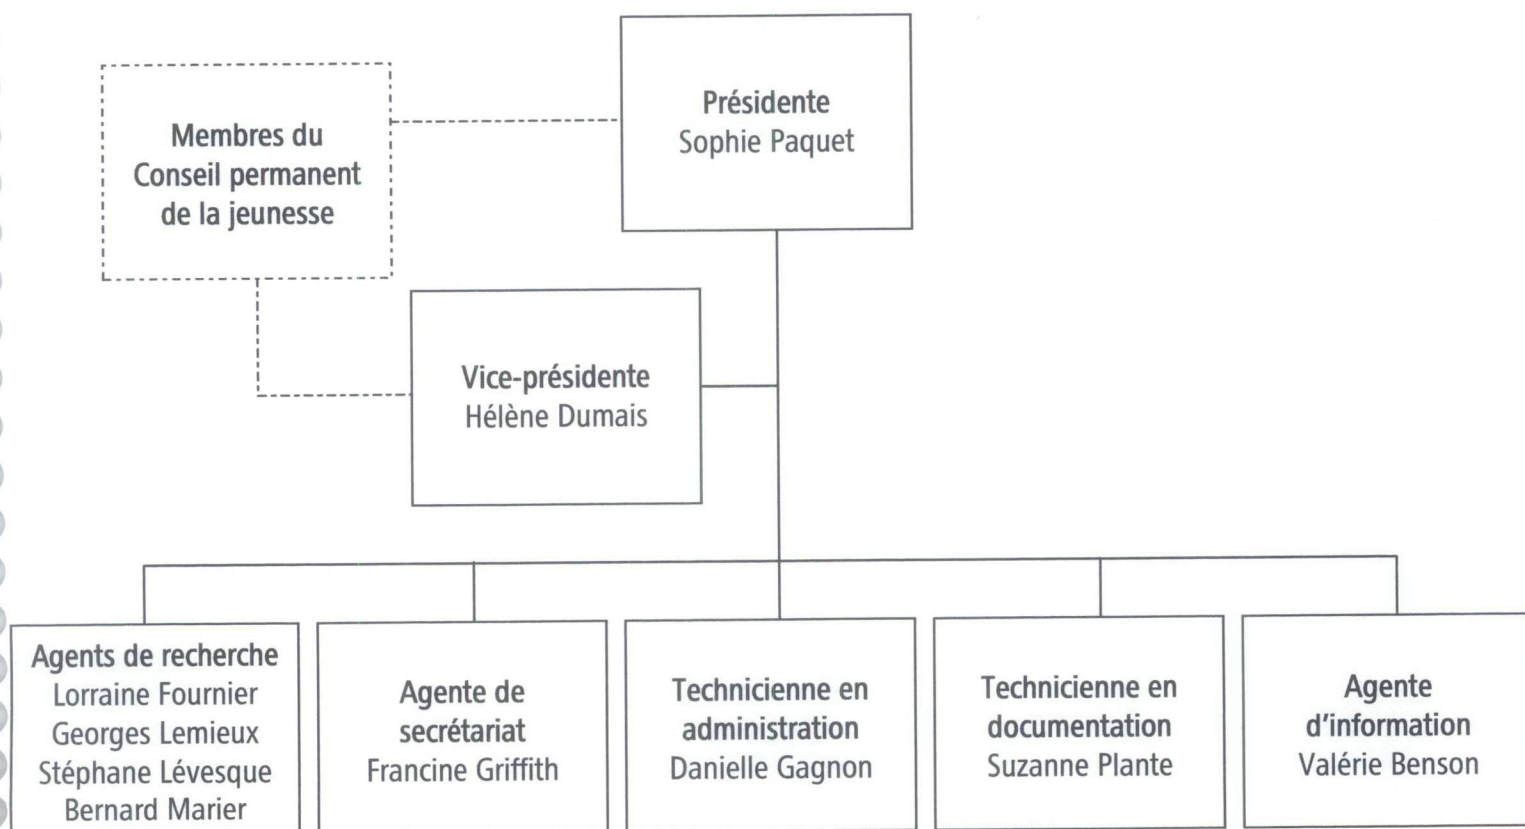 Présidente
Sophie Paquet
Membres du
Conseil permanent
de la jeunesse
Vice-présidente
Hélène Dumais
Agents de recherche
Lorraine Fournier
Georges Lemieux
Stéphane Lévesque
Bernard Marier
Agente de
secrétariat
Francine Griffith
Technicienne en
administration
Danielle Gagnon
Technicienne en
documentation
Suzanne Plante
Agente
d'information
Valérie Benson